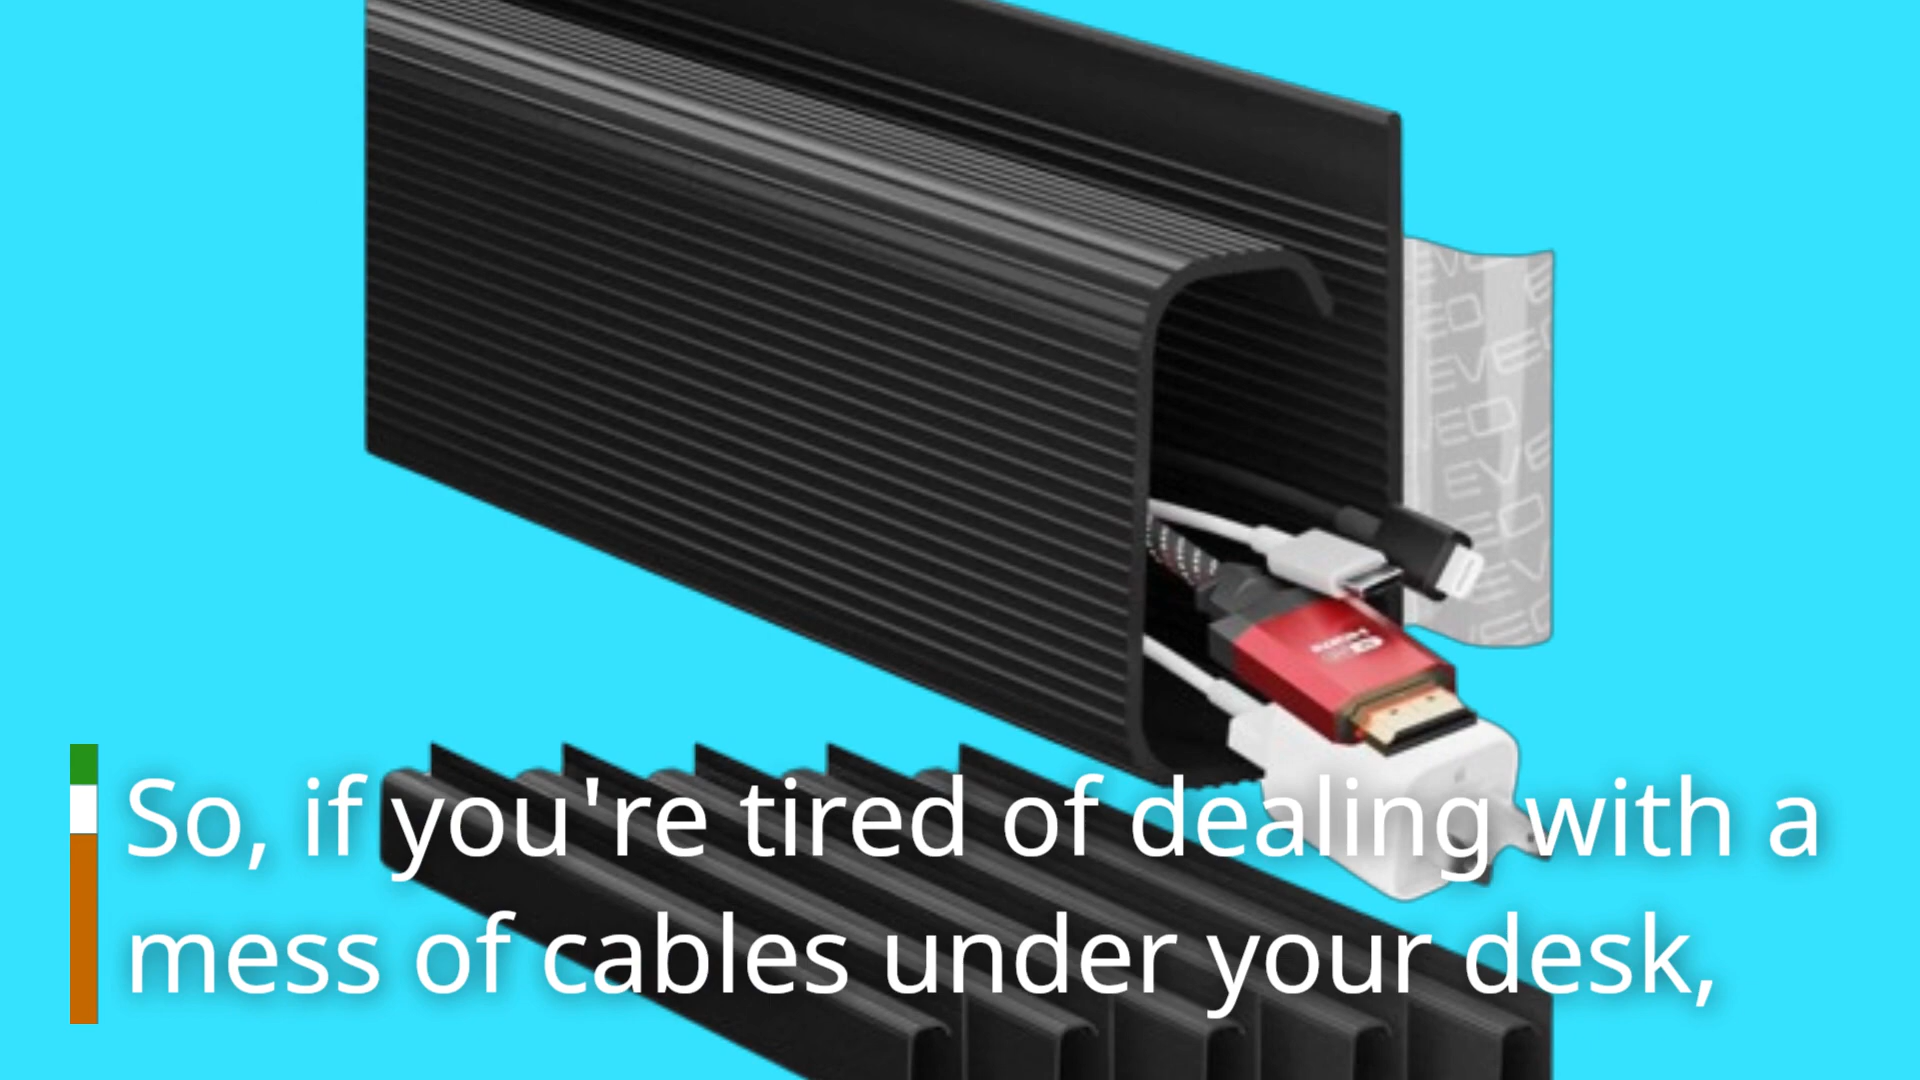 So, if you're tired of dealing with a
mess of cables under your desk,